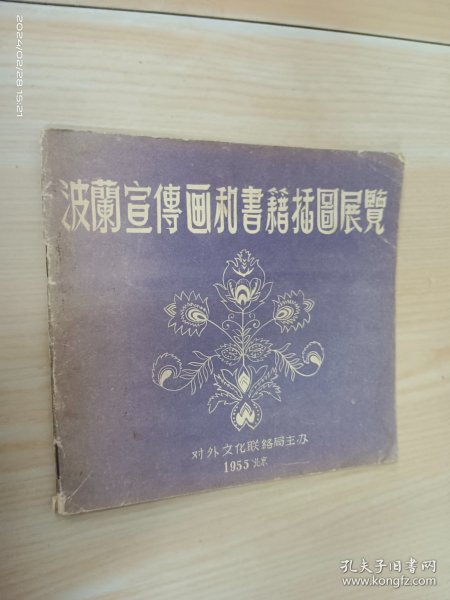 2024/02/28 15:21
波蘭宣傳画和書籍插圖展覽
对外文化联络局主办
1955 北京
孔夫子旧书网
www.kongfz.com